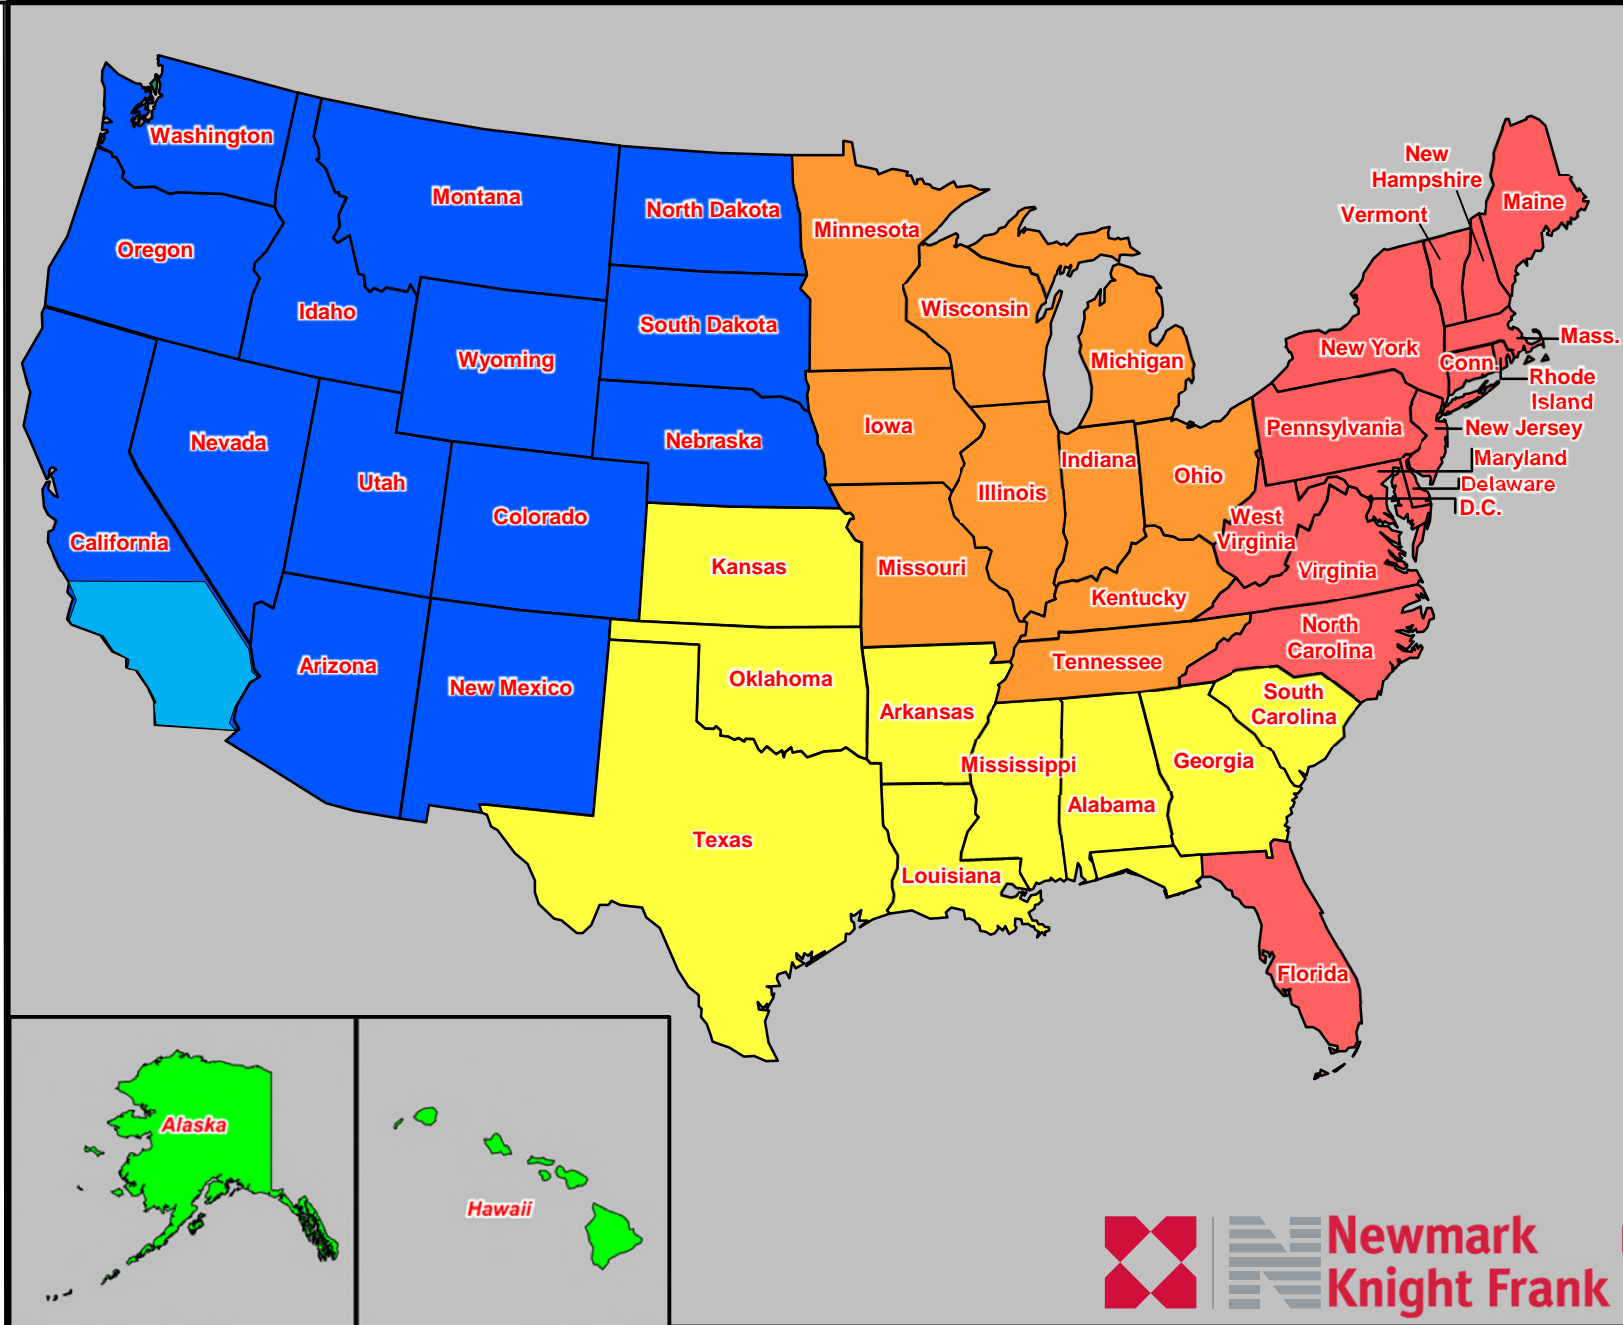 Washington
Montana
North Dakota
Minnesota
New
Hampshire
Maine
Vermont
Oregon
Idaho
Wyoming
South Dakota
Wisconsin
Michigan
New York
Mass.
Conn.
Rhode
Island
Nevada
Utah
Colorado
Nebraska
Iowa
Illinois
Indiana
Ohio
Pennsylvania
New Jersey
Maryland
Delaware
D.C.
California
Kansas
Missouri
Kentucky
West
Virginia
Virginia
Arizona
New Mexico
Oklahoma
Arkansas
Tennessee
North
Carolina
South
Carolina
Texas
Louisiana
Mississippi
Alabama
Georgia
Florida
Alaska
Hawaii
Newmark
Knight Frank